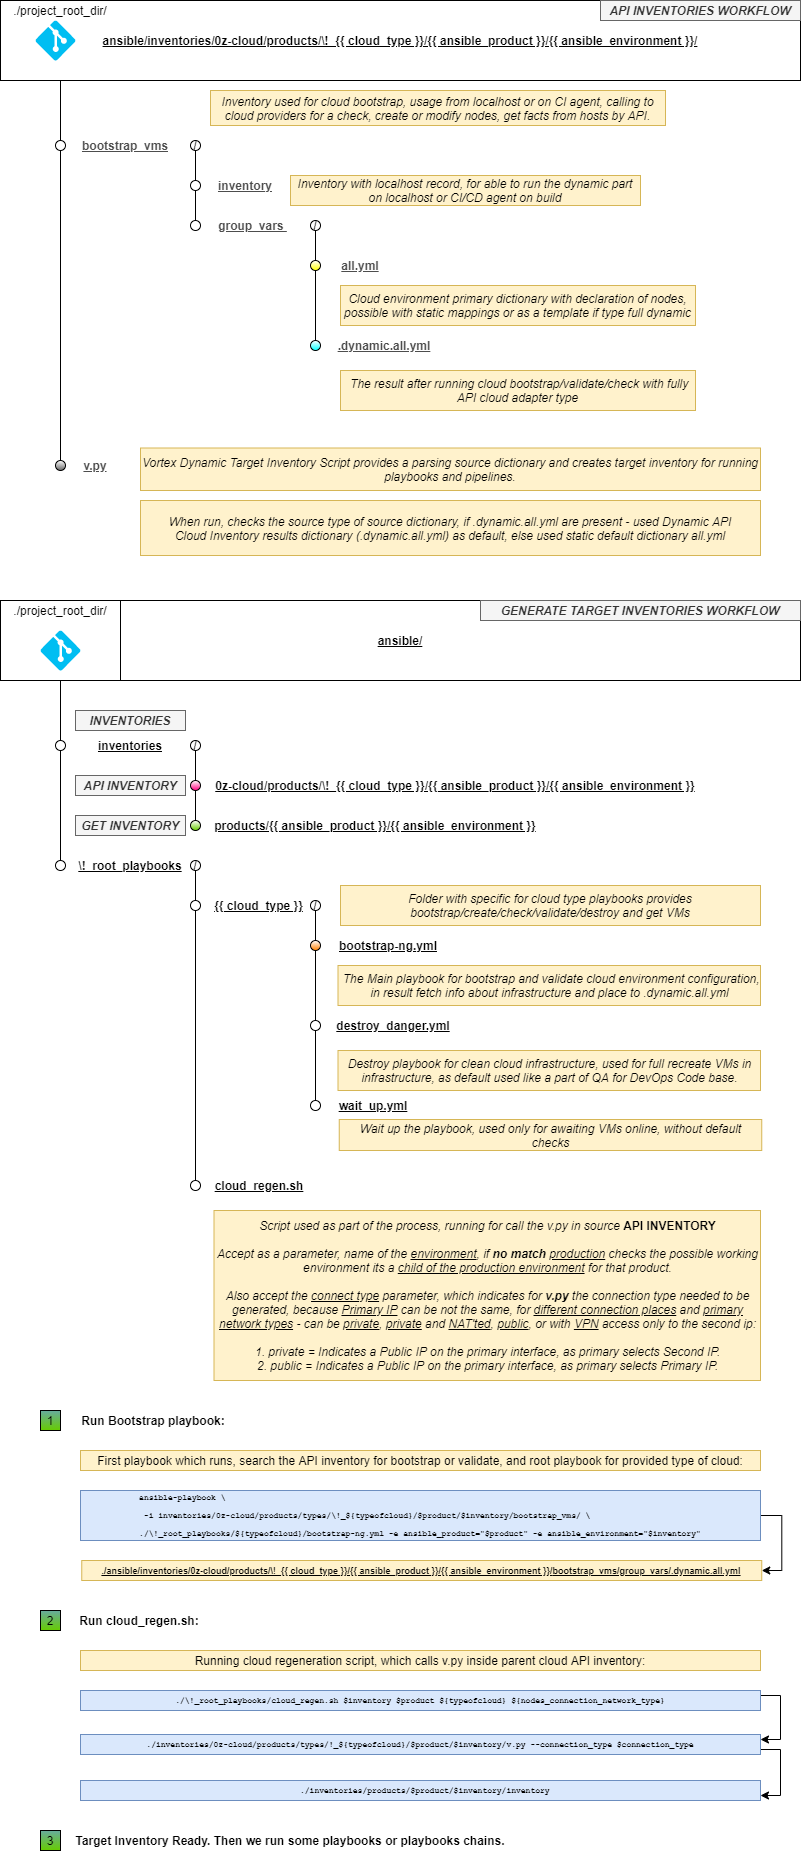 ./project_root_dir/
API INVENTORIES WORKFLOW
ansible/inventories/0z-cloud/products/\!_{{ cloud_type }}/{{ ansible_product }}/{{ ansible_environment }}/
Inventory used for cloud bootstrap, usage from localhost or on CI agent, calling to
cloud providers for a check, create or modify nodes, get facts from hosts by API.
bootstrap_vms
/
inventory
Inventory with localhost record, for able to run the dynamic part
on localhost or CI/CD agent on build
group_vars
/
all.yml
Cloud environment primary dictionary with declaration of nodes,
possible with static mappings or as a template if type full dynamic
.dynamic.all.yml
The result after running cloud bootstrap/validate/check with fully
API cloud adapter type
v.py
Vortex Dynamic Target Inventory Script provides a parsing source dictionary and creates target inventory for running
playbooks and pipelines.
When run, checks the source type of source dictionary, if .dynamic.all.yml are present - used Dynamic API
Cloud Inventory results dictionary (.dynamic.all.yml) as default, else used static default dictionary all.yml
./project_root_dir/
GENERATE TARGET INVENTORIES WORKFLOW
ansible/
INVENTORIES
inventories
/
API INVENTORY
0z-cloud/products/\!_{{ cloud_type }}/{{ ansible_product }}/{{ ansible_environment }}
GET INVENTORY
products/{{ ansible_product }}/{{ ansible_environment }}
\!_root_playbooks
/
{{ cloud_type }}
/
Folder with specific for cloud type playbooks provides
bootstrap/create/check/validate/destroy and get VMs
bootstrap-ng.yml
The Main playbook for bootstrap and validate cloud environment configuration,
in result fetch info about infrastructure and place to .dynamic.all.yml
destroy_danger.yml
Destroy playbook for clean cloud infrastructure, used for full recreate VMs in
infrastructure, as default used like a part of QA for DevOps Code base.
wait_up.yml
Wait up the playbook, used only for awaiting VMs online, without default
checks
cloud_regen.sh
Script used as part of the process, running for call the v.py in source API INVENTORY
Accept as a parameter, name of the environment, if no match production checks the possible working
environment its a child of the production environment for that product.
Also accept the connect type parameter, which indicates for v.py the connection type needed to be
generated, because Primary IP can be not the same, for different connection places and primary
network types - can be private, private and NAT'ted, public, or with VPN access only to the second ip:
1. private = Indicates a Public IP on the primary interface, as primary selects Second IP.
2. public = Indicates a Public IP on the primary interface, as primary selects Primary IP.
1
Run Bootstrap playbook:
First playbook which runs, search the API inventory for bootstrap or validate, and root playbook for provided type of cloud:
ansible-playbook \
-i inventories/0z-cloud/products/types/\!_${typeofcloud}/$product/$inventory/bootstrap_vms/ \
./\!_root_playbooks/${typeofcloud}/bootstrap-ng.yml -e ansible_product="$product" -e ansible_environment="$inventory"
./ansible/inventories/0z-cloud/products/\!_{{ cloud_type }}/{{ ansible_product }}/{{ ansible_environment }}/bootstrap_vms/group_vars/.dynamic.all.yml
2
Run cloud_regen.sh:
Running cloud regeneration script, which calls v.py inside parent cloud API inventory:
./\!_root_playbooks/cloud_regen.sh $inventory $product ${typeofcloud} ${nodes_connection_network_type}
./inventories/0z-cloud/products/types/!_${typeofcloud}/$product/$inventory/v.py --connection_type $connection_type
./inventories/products/$product/$inventory/inventory
3
Target Inventory Ready. Then we run some playbooks or playbooks chains.